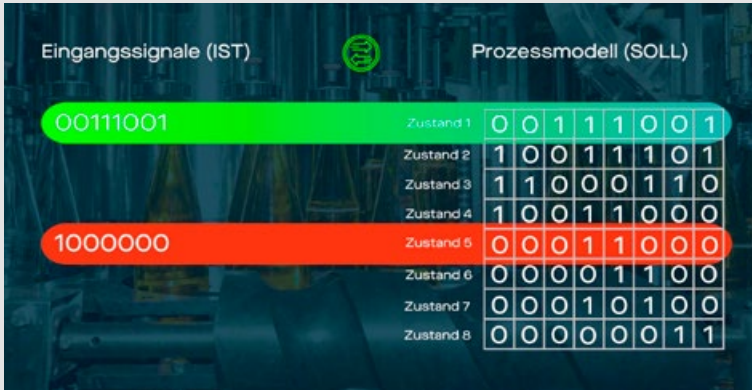 Eingangssignale (IST) Prozessmodell (SOLL)
00111001 Zustand 1 0 0 1 1 1 0 0 1
Zustand 2 1 0 0 1 1 1 0 1
Zustand 3 1 1 0 0 0 1 1 0
Zustand 4 1 0 0 1 1 0 0 0
1000000 Zustand 5 0 0 0 1 1 0 0 0
Zustand 6 0 0 0 0 1 1 0 0
Zustand 7 0 0 0 1 0 1 0 0
Zustand 8 0 0 0 0 0 0 1 1